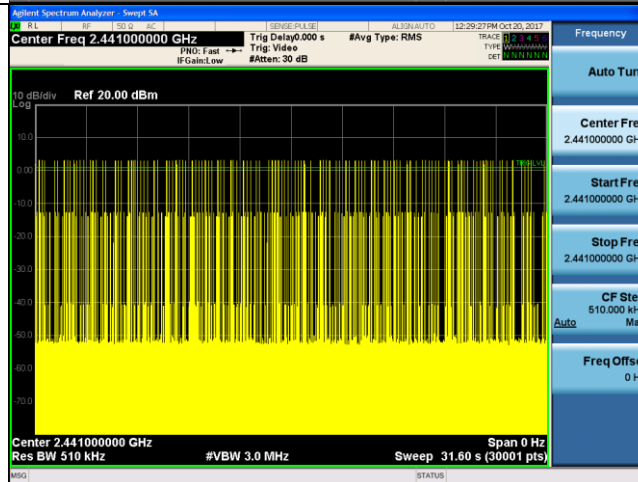 Agilent Spectrum Analyzer - Swept SA
RL RF 50 Ω AC SENSE:PULSE ALIGN AUTO 12:29:27 PM Oct 20, 2017
Center Freq 2.441000000 GHz
Trig Delay0.000 s #Avg Type: RMS TRACE 1 2 3 4 5 6
PNO: Fast Trig: Video TYPE
IFGain:Low #Atten: 30 dB DET N N N N N N
10 dB/div Ref 20.00 dBm
Log
10.0
0.00
TRIG LVL
-10.0
-20.0
-30.0
-40.0
-50.0
-60.0
-70.0
Center 2.441000000 GHz Span 0 Hz
Res BW 510 kHz #VBW 3.0 MHz Sweep 31.60 s (30001 pts)
MSG STATUS
Frequency
Auto Tun
Center Fre
2.441000000 GH
Start Fre
2.441000000 GH
Stop Fre
2.441000000 GH
CF Ste
510.000 kH
Auto Ma
Freq Offse
0 H